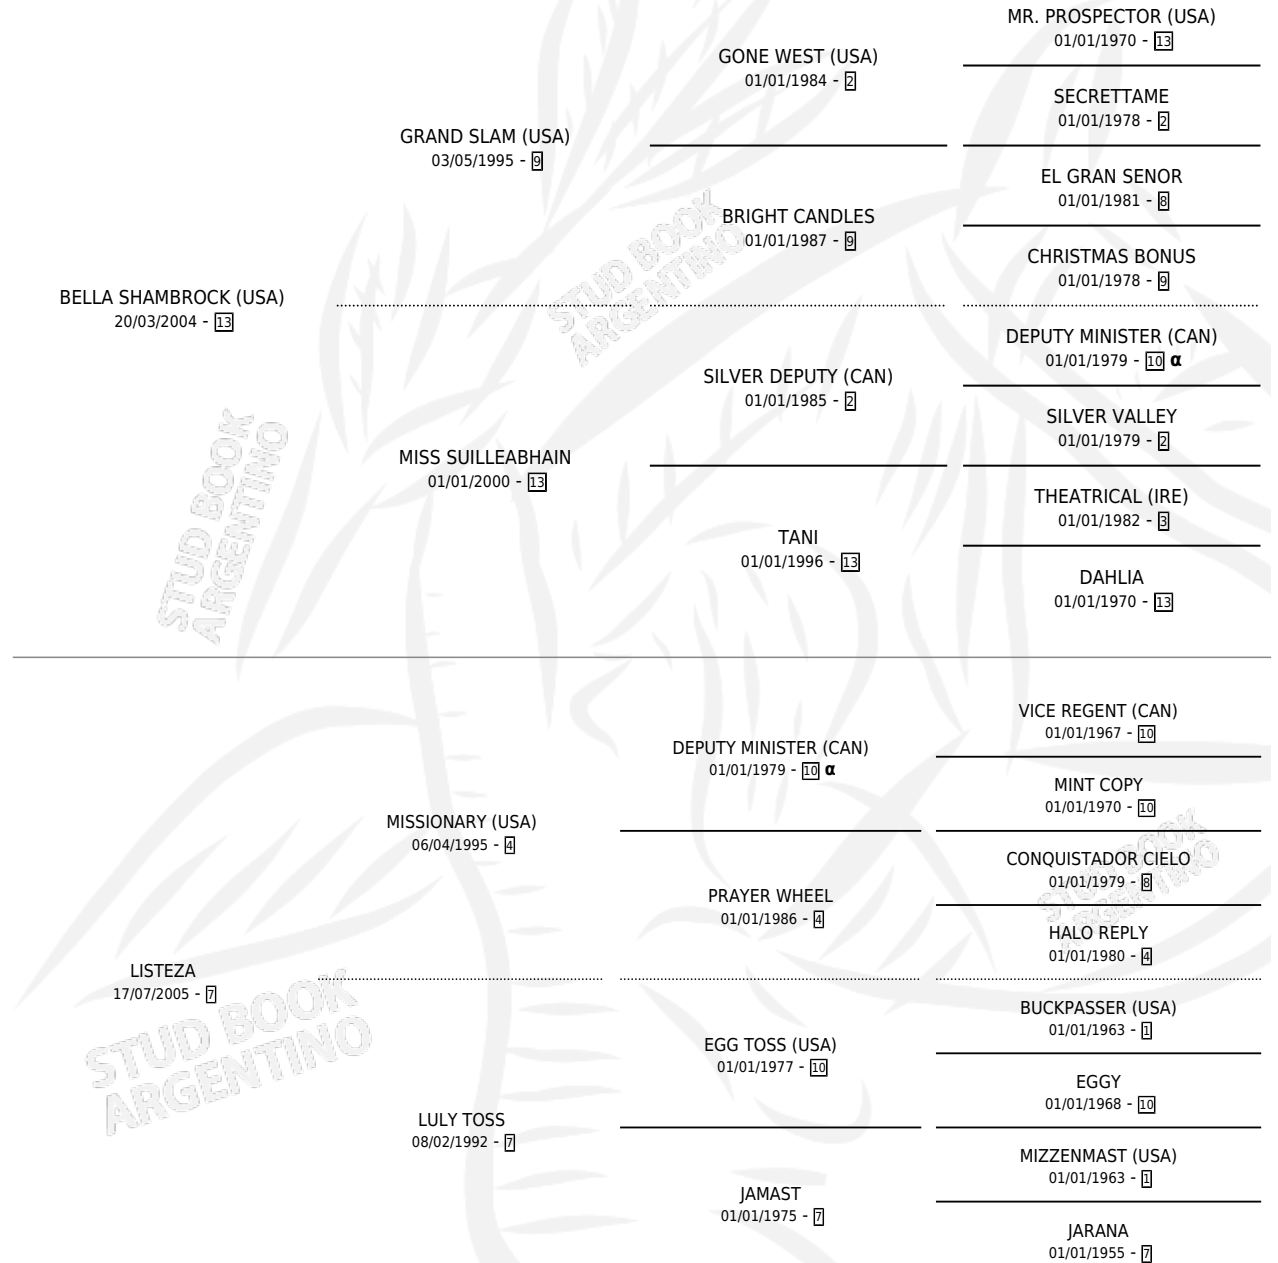 MR. PROSPECTOR (USA)
01/01/1970 - 13
GONE WEST (USA)
01/01/1984 - 2
SECRETTAME
01/01/1978 - 2
GRAND SLAM (USA)
03/05/1995 - 9
EL GRAN SENOR
01/01/1981 - 8
BRIGHT CANDLES
01/01/1987 - 9
CHRISTMAS BONUS
01/01/1978 - 9
BELLA SHAMBROCK (USA)
20/03/2004 - 13
DEPUTY MINISTER (CAN)
01/01/1979 - 10 α
SILVER DEPUTY (CAN)
01/01/1985 - 2
SILVER VALLEY
01/01/1979 - 2
MISS SUILLEABHAIN
01/01/2000 - 13
THEATRICAL (IRE)
01/01/1982 - 3
TANI
01/01/1996 - 13
DAHLIA
01/01/1970 - 13
VICE REGENT (CAN)
01/01/1967 - 10
DEPUTY MINISTER (CAN)
01/01/1979 - 10 α
MINT COPY
01/01/1970 - 10
MISSIONARY (USA)
06/04/1995 - 4
CONQUISTADOR CIELO
01/01/1979 - 8
PRAYER WHEEL
01/01/1986 - 4
HALO REPLY
01/01/1980 - 4
LISTEZA
17/07/2005 - 7
BUCKPASSER (USA)
01/01/1963 - 1
EGG TOSS (USA)
01/01/1977 - 10
EGGY
01/01/1968 - 10
LULY TOSS
08/02/1992 - 7
MIZZENMAST (USA)
01/01/1963 - 1
JAMAST
01/01/1975 - 7
JARANA
01/01/1955 - 7
STUD BOOK
ARGENTINO
STUD BOOK
ARGENTINO
STUD BOOK
ARGENTINO
STUD BOOK
ARGENTINO